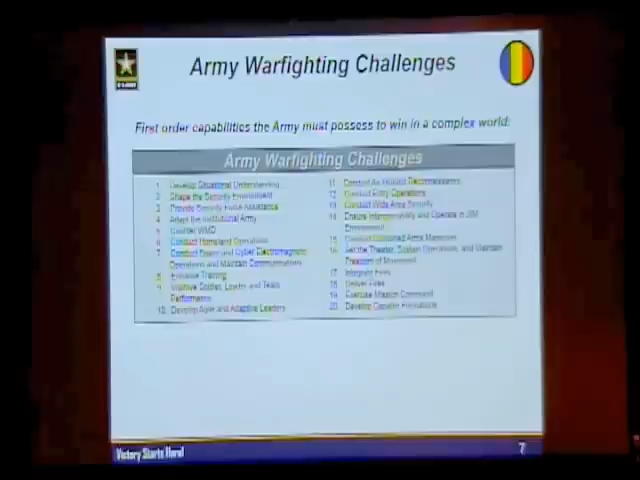 Army Warfighting Challenges
U.S. ARMY
First order capabilities the Army must possess to win in a complex world:
Army Warfighting Challenges
1. Develop Situational Understanding
2. Shape the Security Environment
3. Provide Security Force Assistance
4. Adapt the Institutional Army
5. Counter WMD
6. Conduct Homeland Operations
7. Conduct Space and Cyber Electromagnetic
Operations and Maintain Communications
8. Enhance Training
9. Improve Soldier, Leader and Team
Performance
10. Develop Agile and Adaptive Leaders
11. Conduct Air-Ground Reconnaissance
12. Conduct Entry Operations
13. Conduct Wide Area Security
14. Ensure Interoperability and Operate in JIM
Environment
15. Conduct Combined Arms Maneuver
16. Set the Theater, Sustain Operations, and Maintain
Freedom of Movement
17. Integrate Fires
18. Deliver Fires
19. Exercise Mission Command
20. Develop Capable Formations
Victory Starts Here!
7